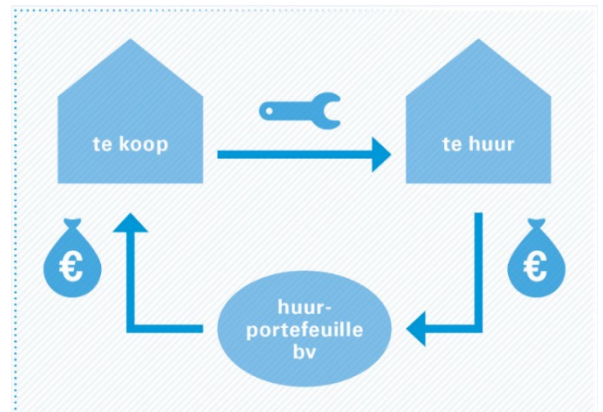 te koop
te huur
€
€
huur-
portefeuille
bv